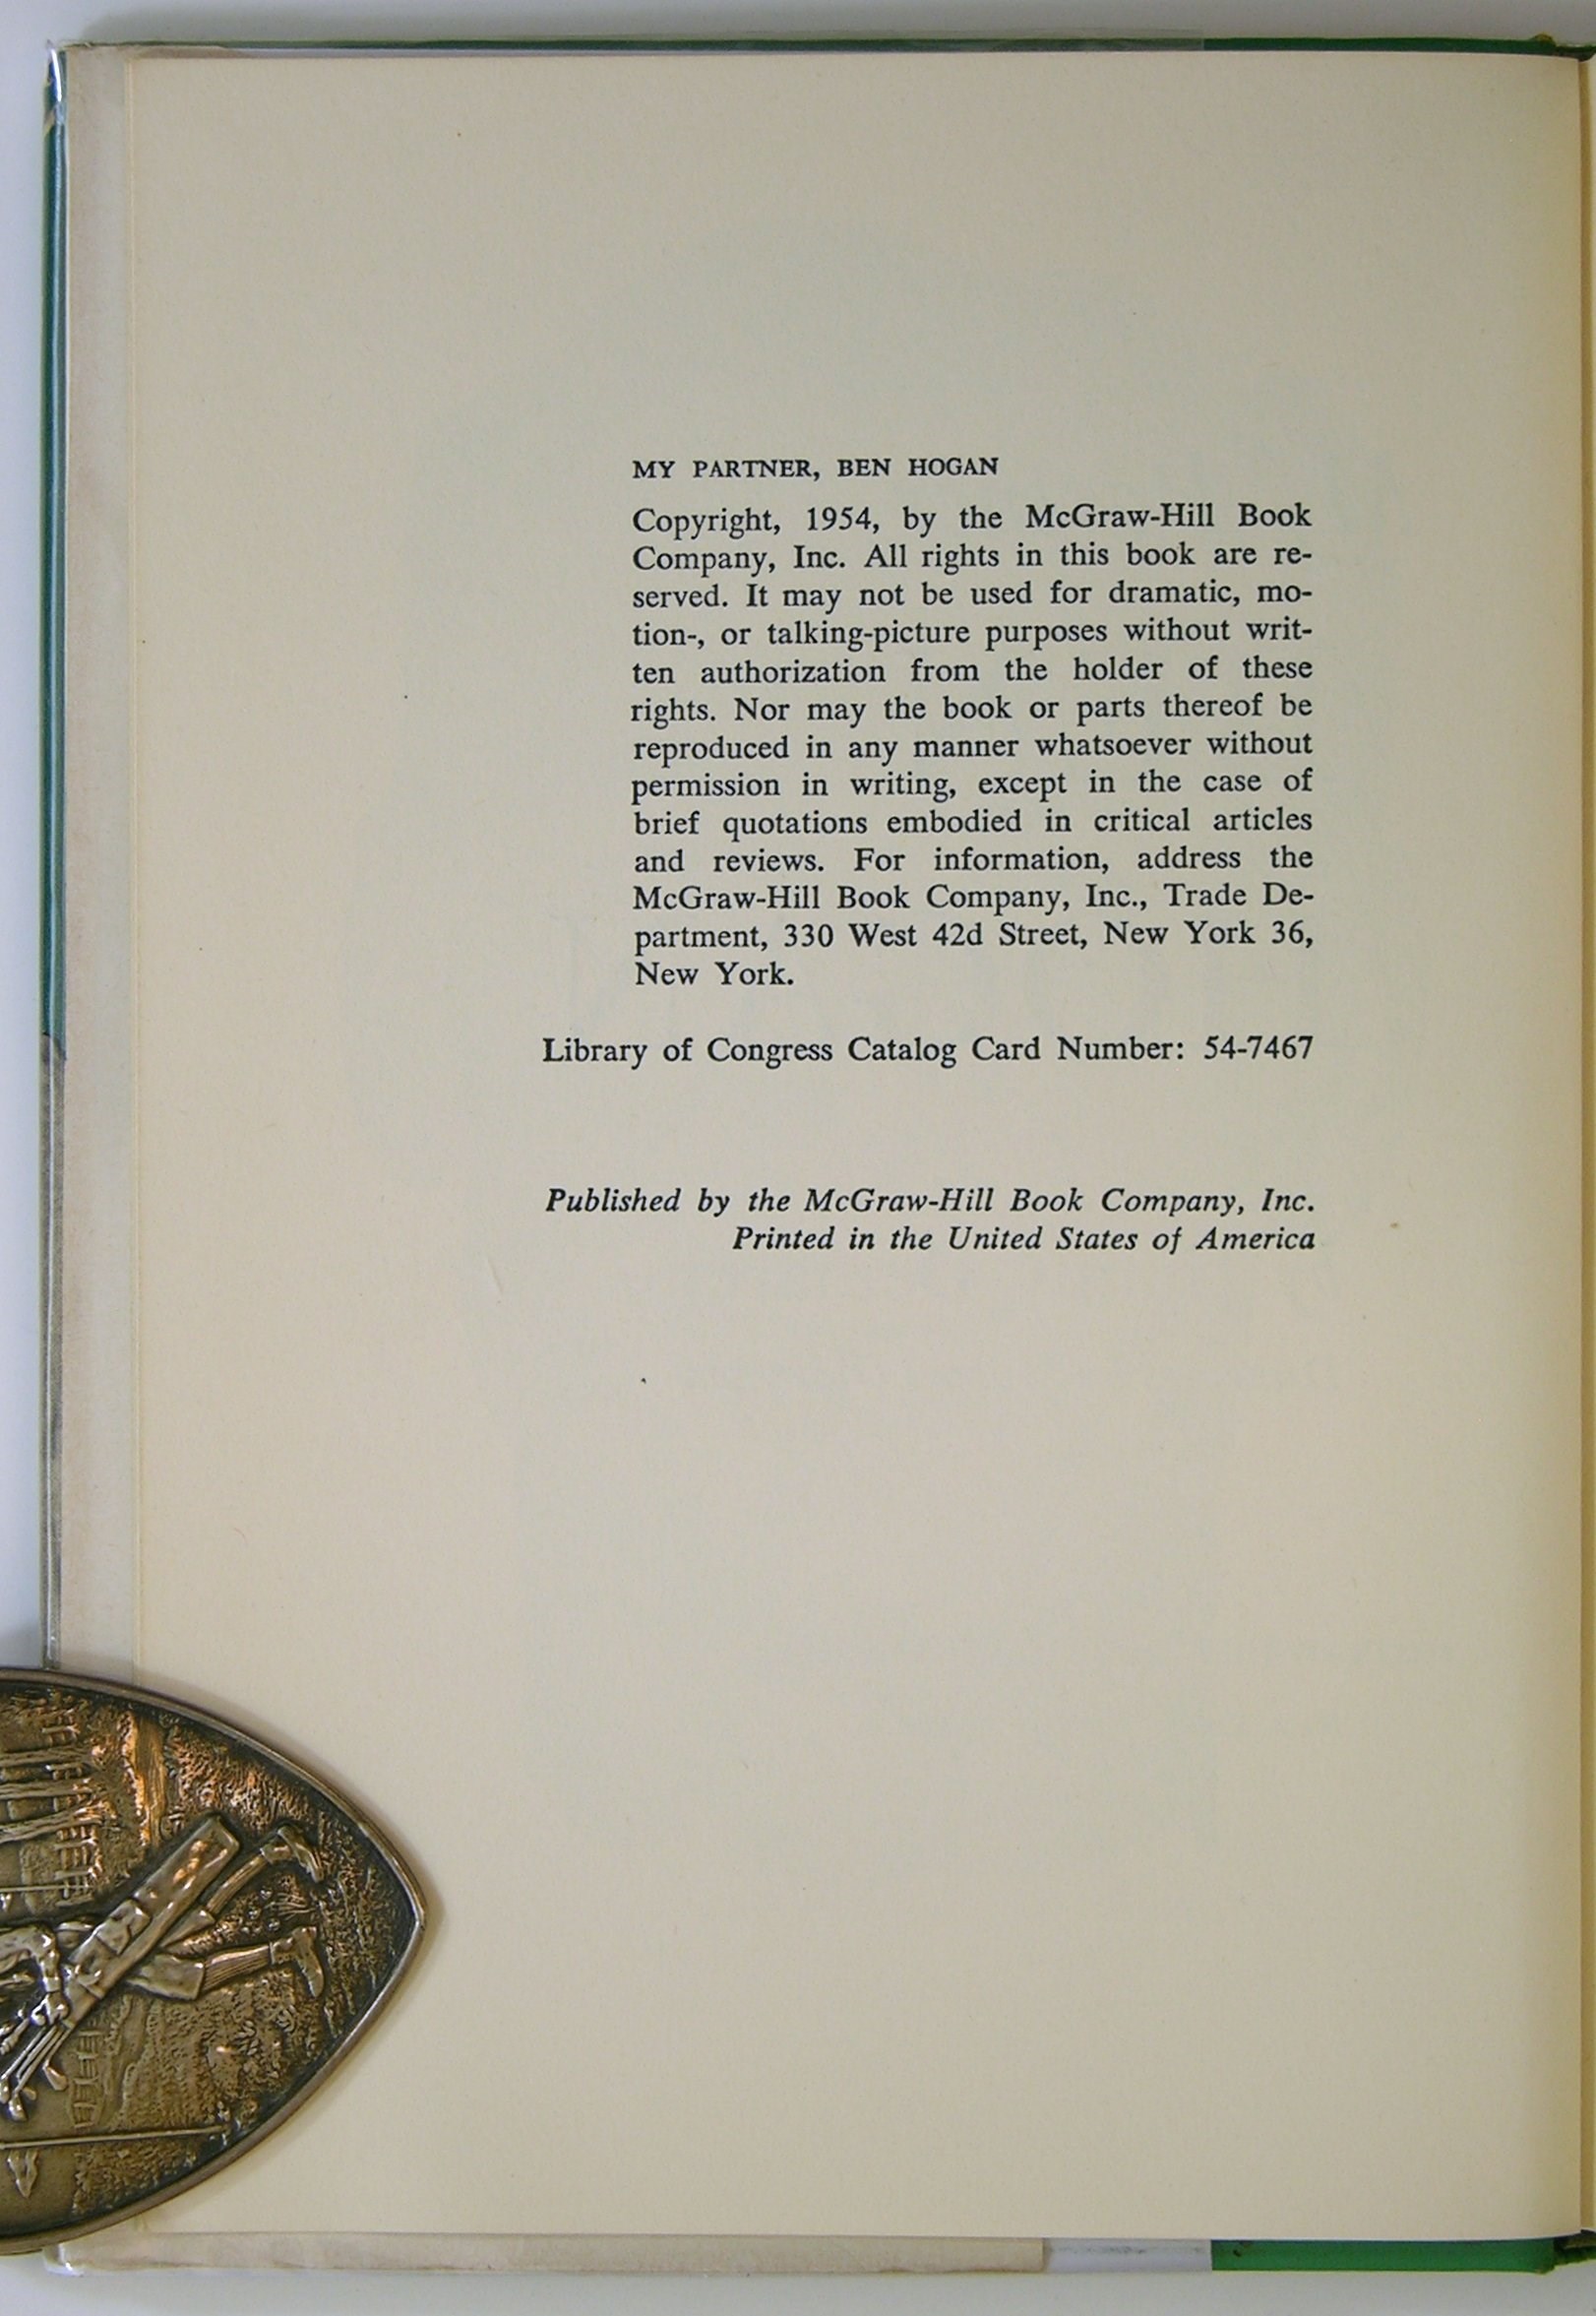 MY PARTNER, BEN HOGAN
Copyright, 1954, by the McGraw-Hill Book
Company, Inc. All rights in this book are re-
served. It may not be used for dramatic, mo-
tion-, or talking-picture purposes without writ-
ten authorization from the holder of these
rights. Nor may the book or parts thereof be
reproduced in any manner whatsoever without
permission in writing, except in the case of
brief quotations embodied in critical articles
and reviews. For information, address the
McGraw-Hill Book Company, Inc., Trade De-
partment, 330 West 42d Street, New York 36,
New York.
Library of Congress Catalog Card Number: 54-7467
Published by the McGraw-Hill Book Company, Inc.
Printed in the United States of America